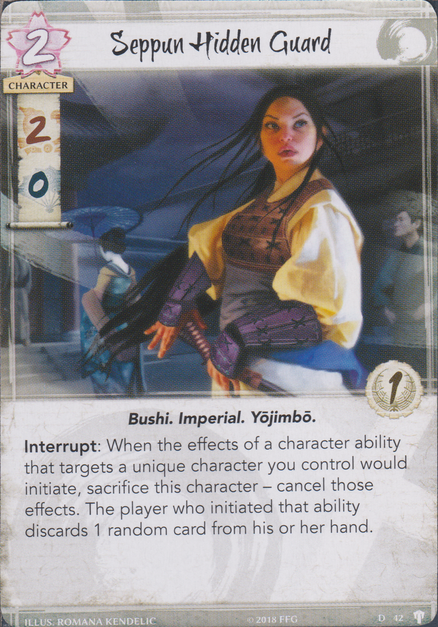 2
Seppun Hidden Guard
CHARACTER
2
0
1
Bushi. Imperial. Yōjimbō.
Interrupt: When the effects of a character ability
that targets a unique character you control would
initiate, sacrifice this character – cancel those
effects. The player who initiated that ability
discards 1 random card from his or her hand.
ILLUS: ROMANA KENDELIC
© 2018 FFG
D 42